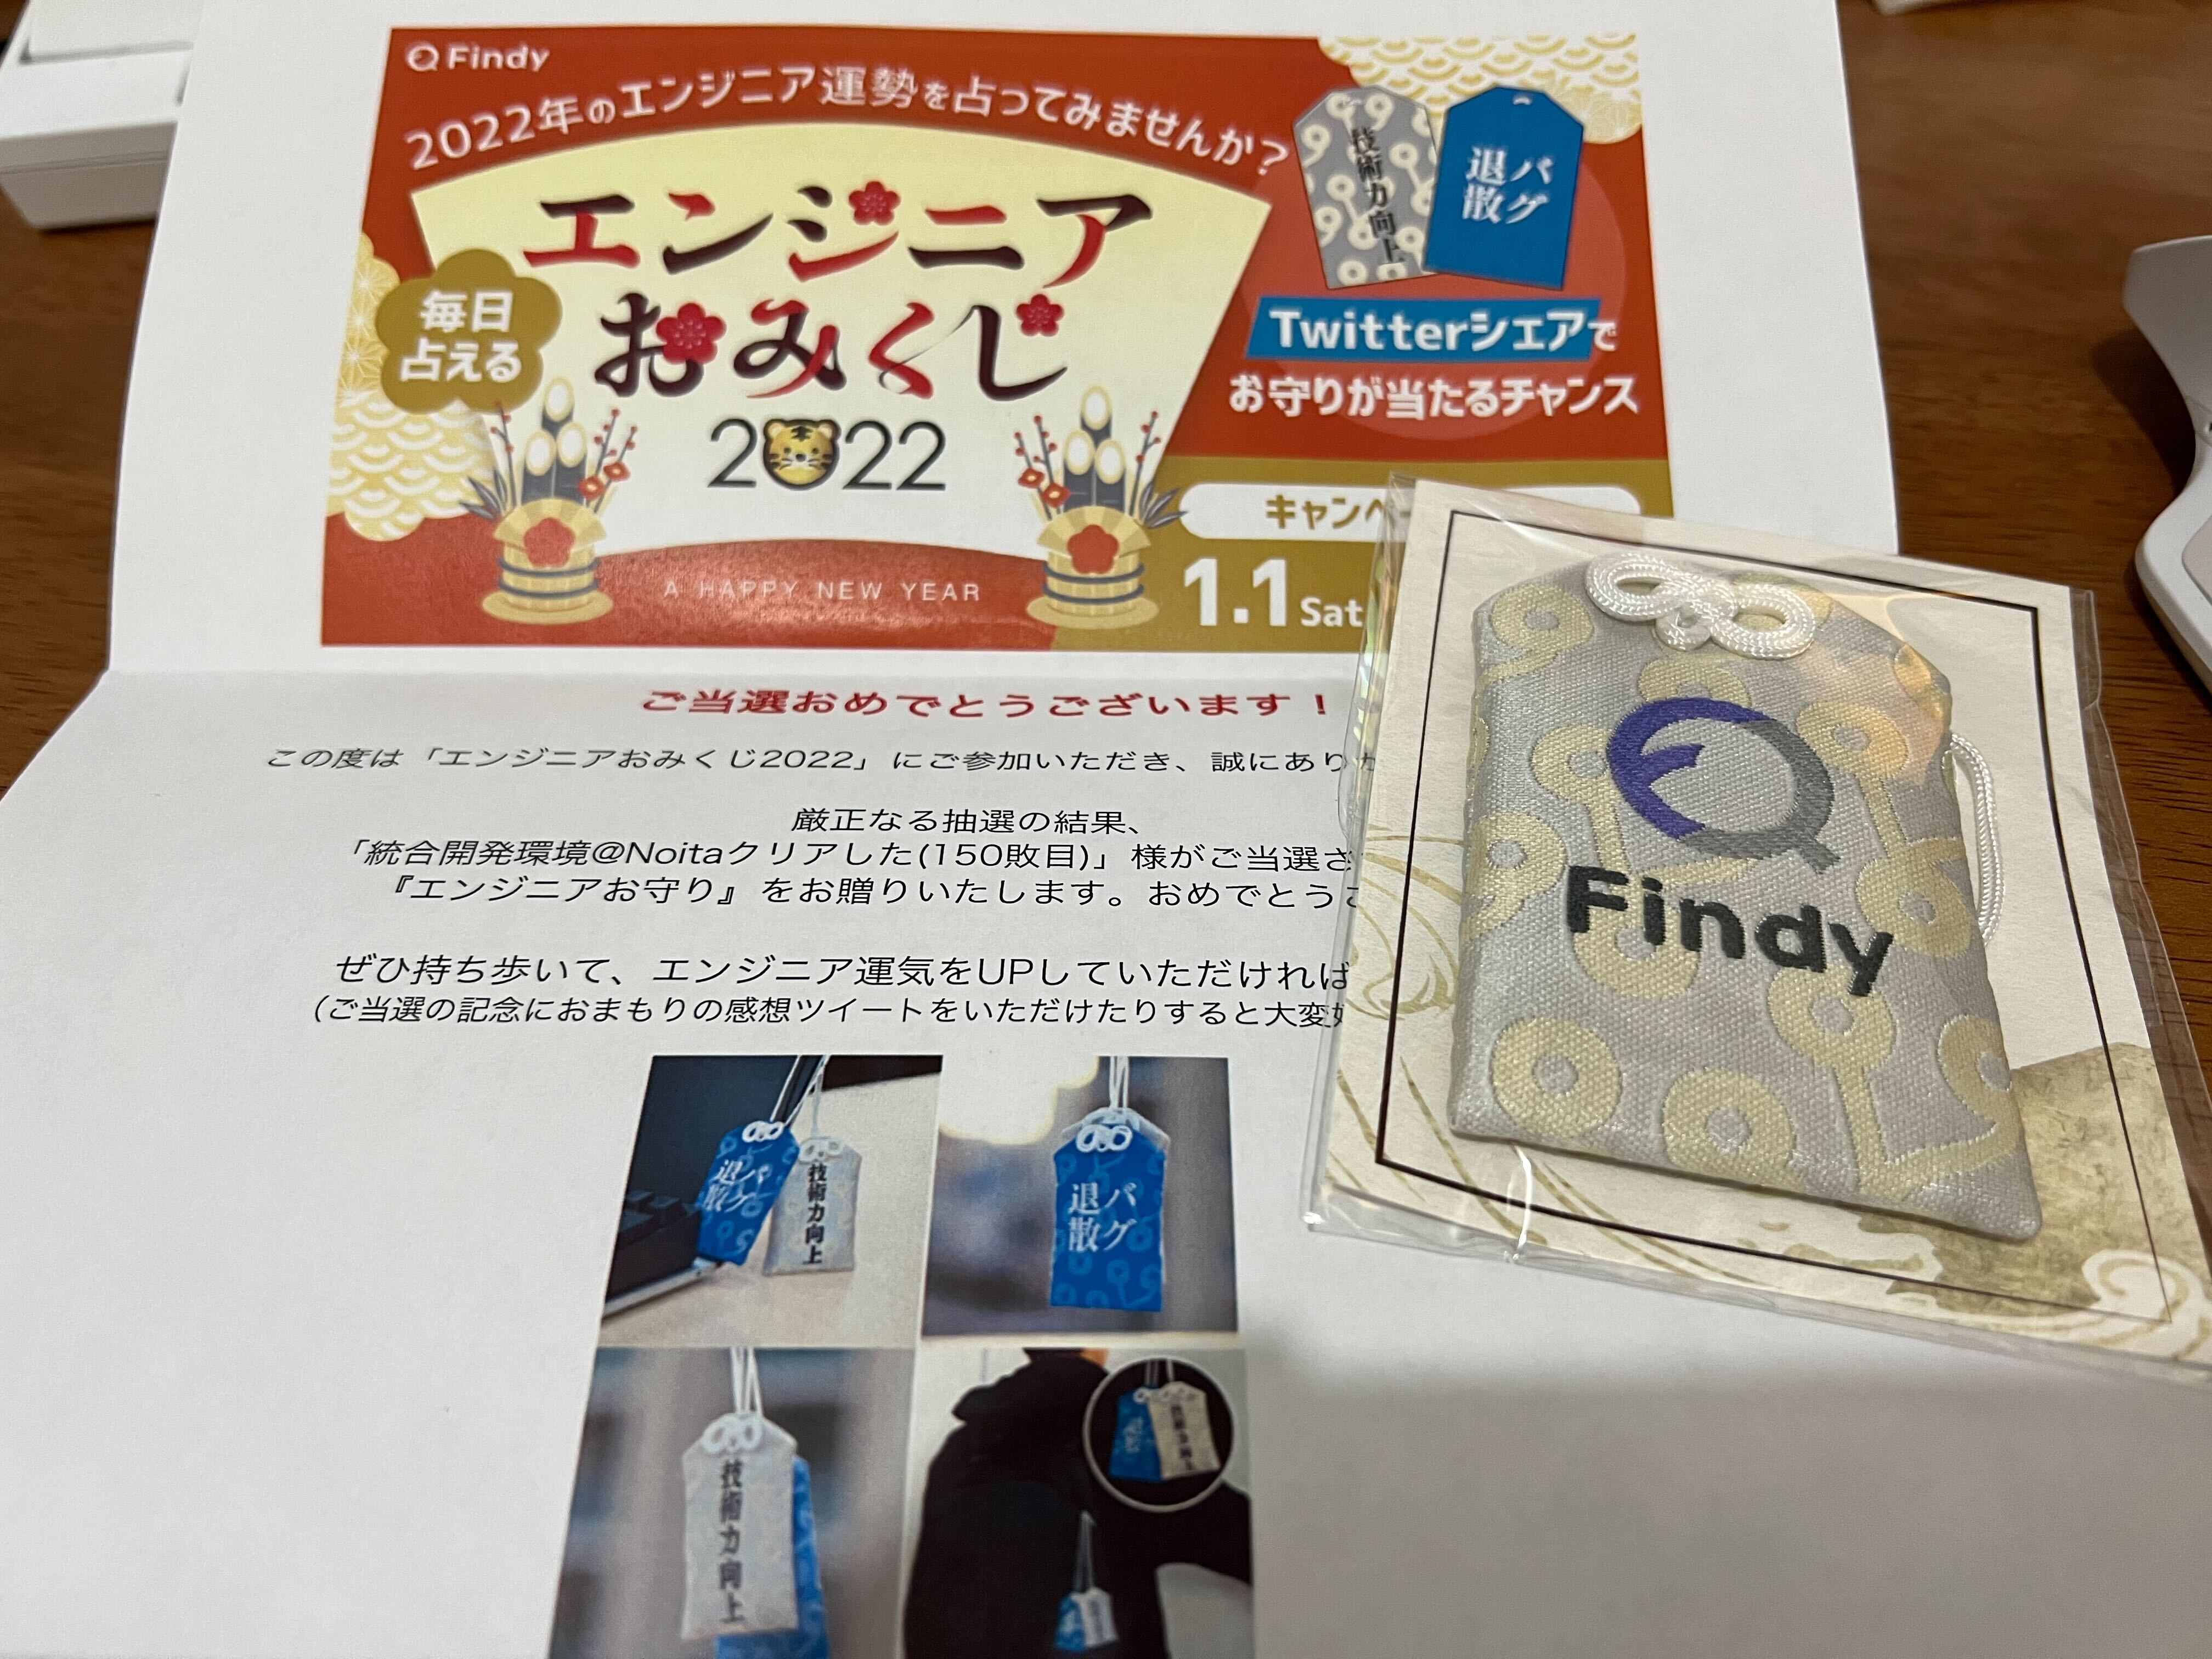 Findy
2022年のエンジニア運勢を占ってみませんか?
エンジニア
おみくじ
2022
毎日
占える
技術力向上
バグ
退散
Twitterシェアで
お守りが当たるチャンス
キャンペ
1.1 Sat
A HAPPY NEW YEAR
ご当選おめでとうございます!
この度は「エンジニアおみくじ2022」にご参加いただき、誠にあり
厳正なる抽選の結果、
「統合開発環境@Noitaクリアした(150敗目)」様がご当選さ
『エンジニアお守り』をお贈りいたします。おめでとうご
ぜひ持ち歩いて、エンジニア運気をUPしていただければ
(ご当選の記念におまもりの感想ツイートをいただけたりすると大変
Findy
バグ
退散
技術力向上
バグ
退散
技術力向上